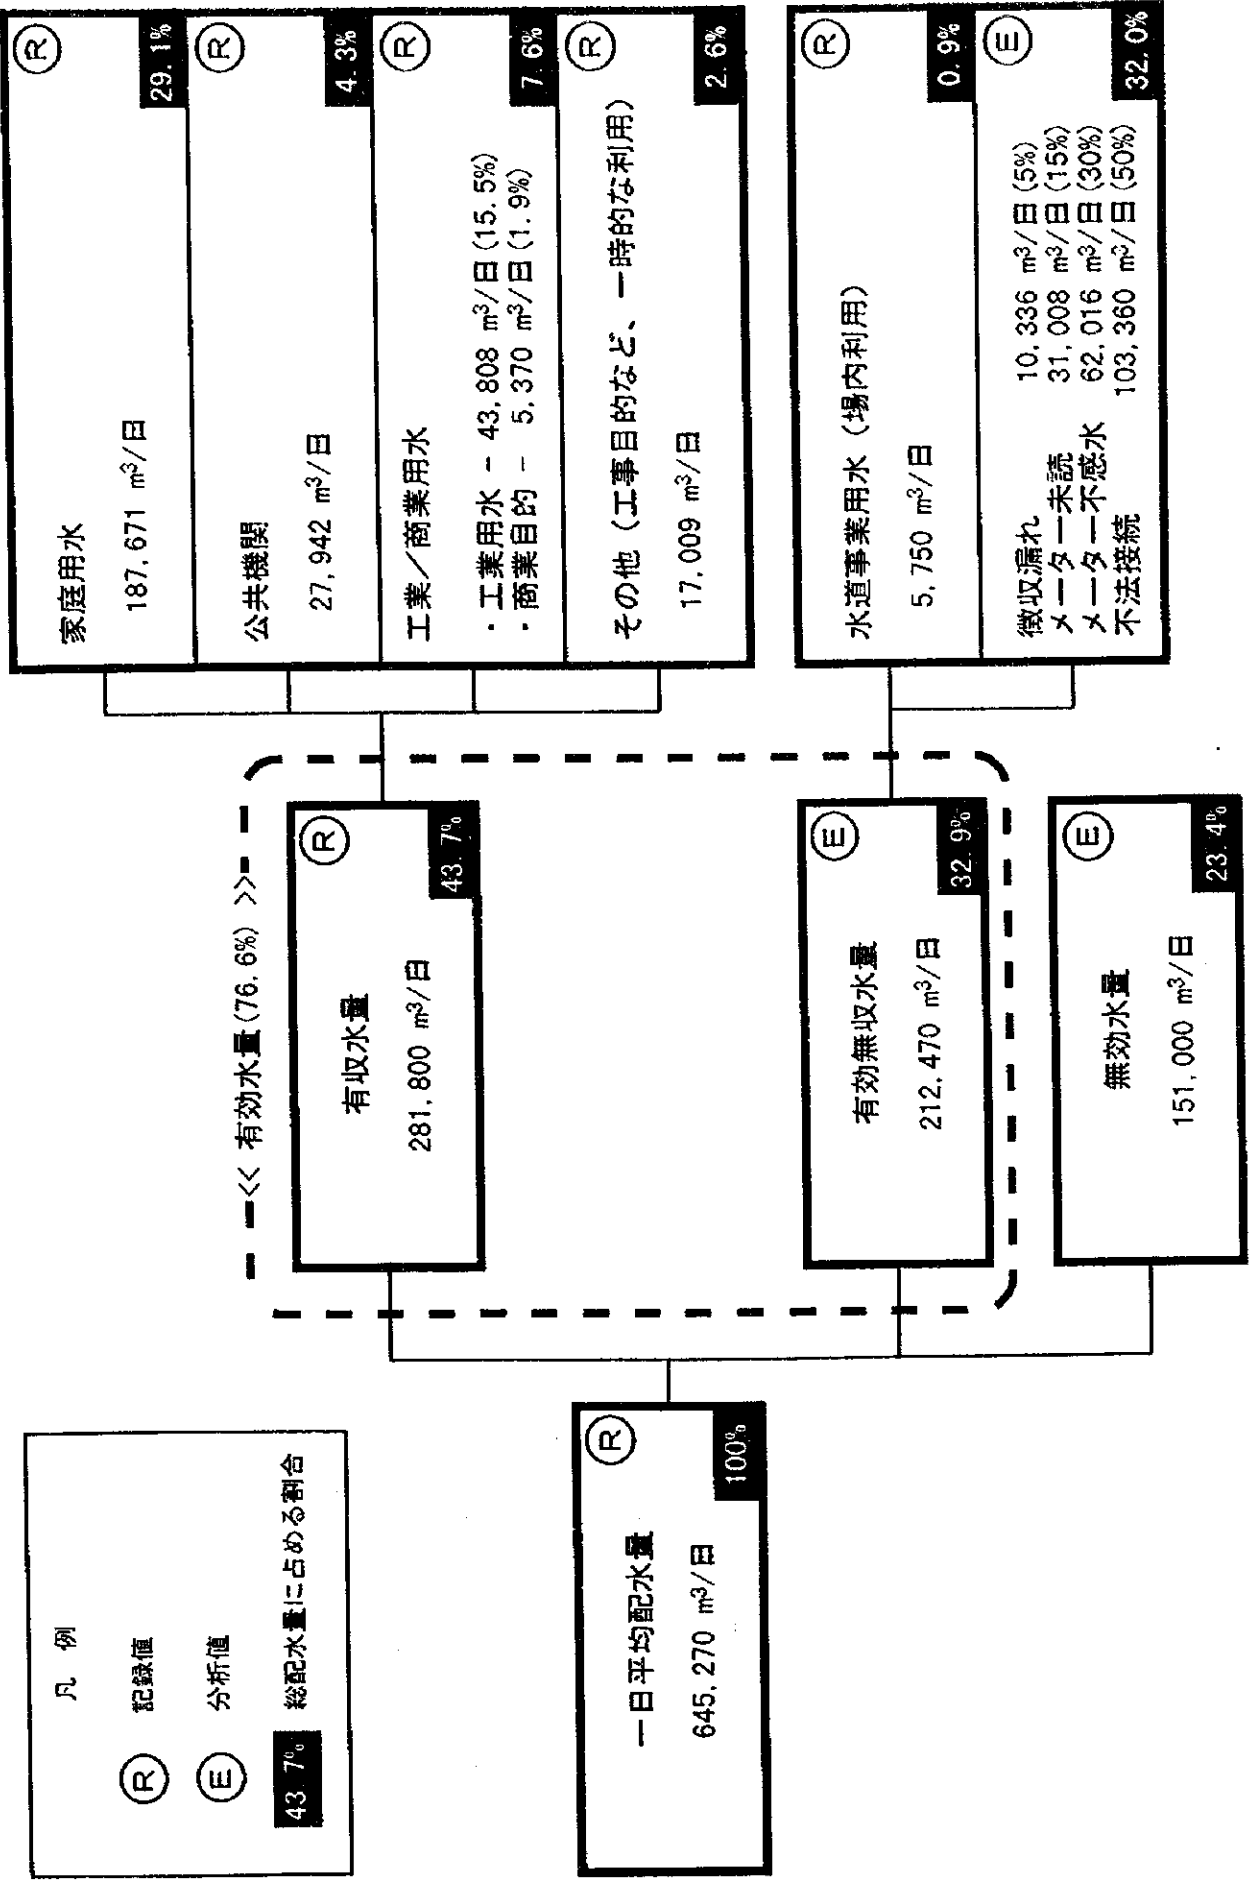 凡 例
R 記録値
E 分析値
43.7% 総配水量に占める割合
一日平均配水量
645,270 m³/日
R
100%
<< 有効水量(76.6%) >>
有収水量
281,800 m³/日
R
43.7%
有効無収水量
212,470 m³/日
E
32.9%
無効水量
151,000 m³/日
E
23.4%
家庭用水
187,671 m³/日
R
29.1%
公共機関
27,942 m³/日
R
4.3%
工業/商業用水
・工業用水 - 43,808 m³/日(15.5%)
・商業目的 - 5,370 m³/日(1.9%)
R
7.6%
その他(工事目的など、一時的な利用)
17,009 m³/日
R
2.6%
水道事業用水(場内利用)
5,750 m³/日
R
0.9%
徴収漏れ 10,336 m³/日(5%)
メーター未読 31,008 m³/日(15%)
メーター不感水 62,016 m³/日(30%)
不法接続 103,360 m³/日(50%)
E
32.0%